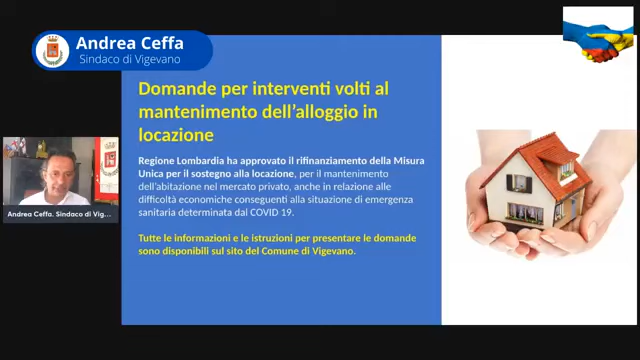 Andrea Ceffa
Sindaco di Vigevano
Domande per interventi volti al
mantenimento dell'alloggio in
locazione
Regione Lombardia ha approvato il rifinanziamento della Misura
Unica per il sostegno alla locazione, per il mantenimento
dell'abitazione nel mercato privato, anche in relazione alle
difficoltà economiche conseguenti alla situazione di emergenza
sanitaria determinata dal COVID 19.
Tutte le informazioni e le istruzioni per presentare le domande
sono disponibili sul sito del Comune di Vigevano.
Andrea Ceffa. Sindaco di Vig...